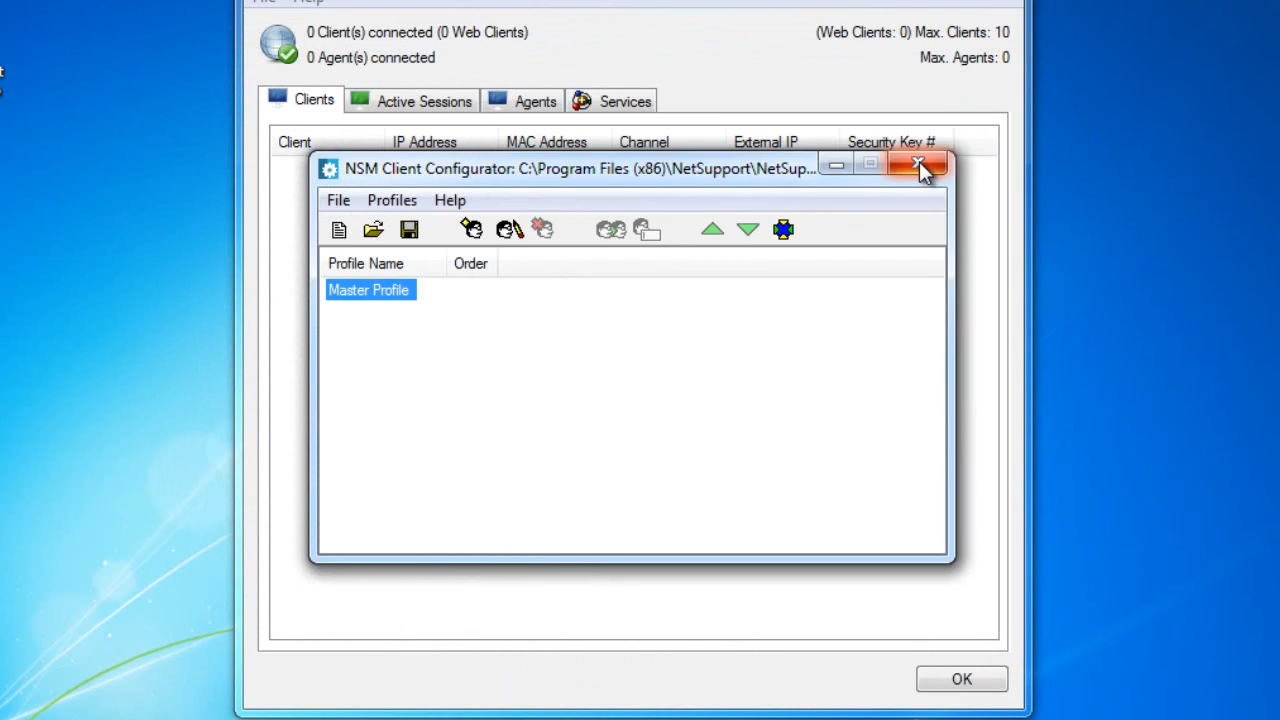 0 Client(s) connected (0 Web Clients)
(Web Clients: 0) Max. Clients: 10
0 Agent(s) connected
Max. Agents: 0
Clients
Active Sessions
Agents
Services
Client
IP Address
MAC Address
Channel
External IP
Security Key #
NSM Client Configurator: C:\Program Files (x86)\NetSupport\NetSup...
File
Profiles
Help
Profile Name
Order
Master Profile
OK